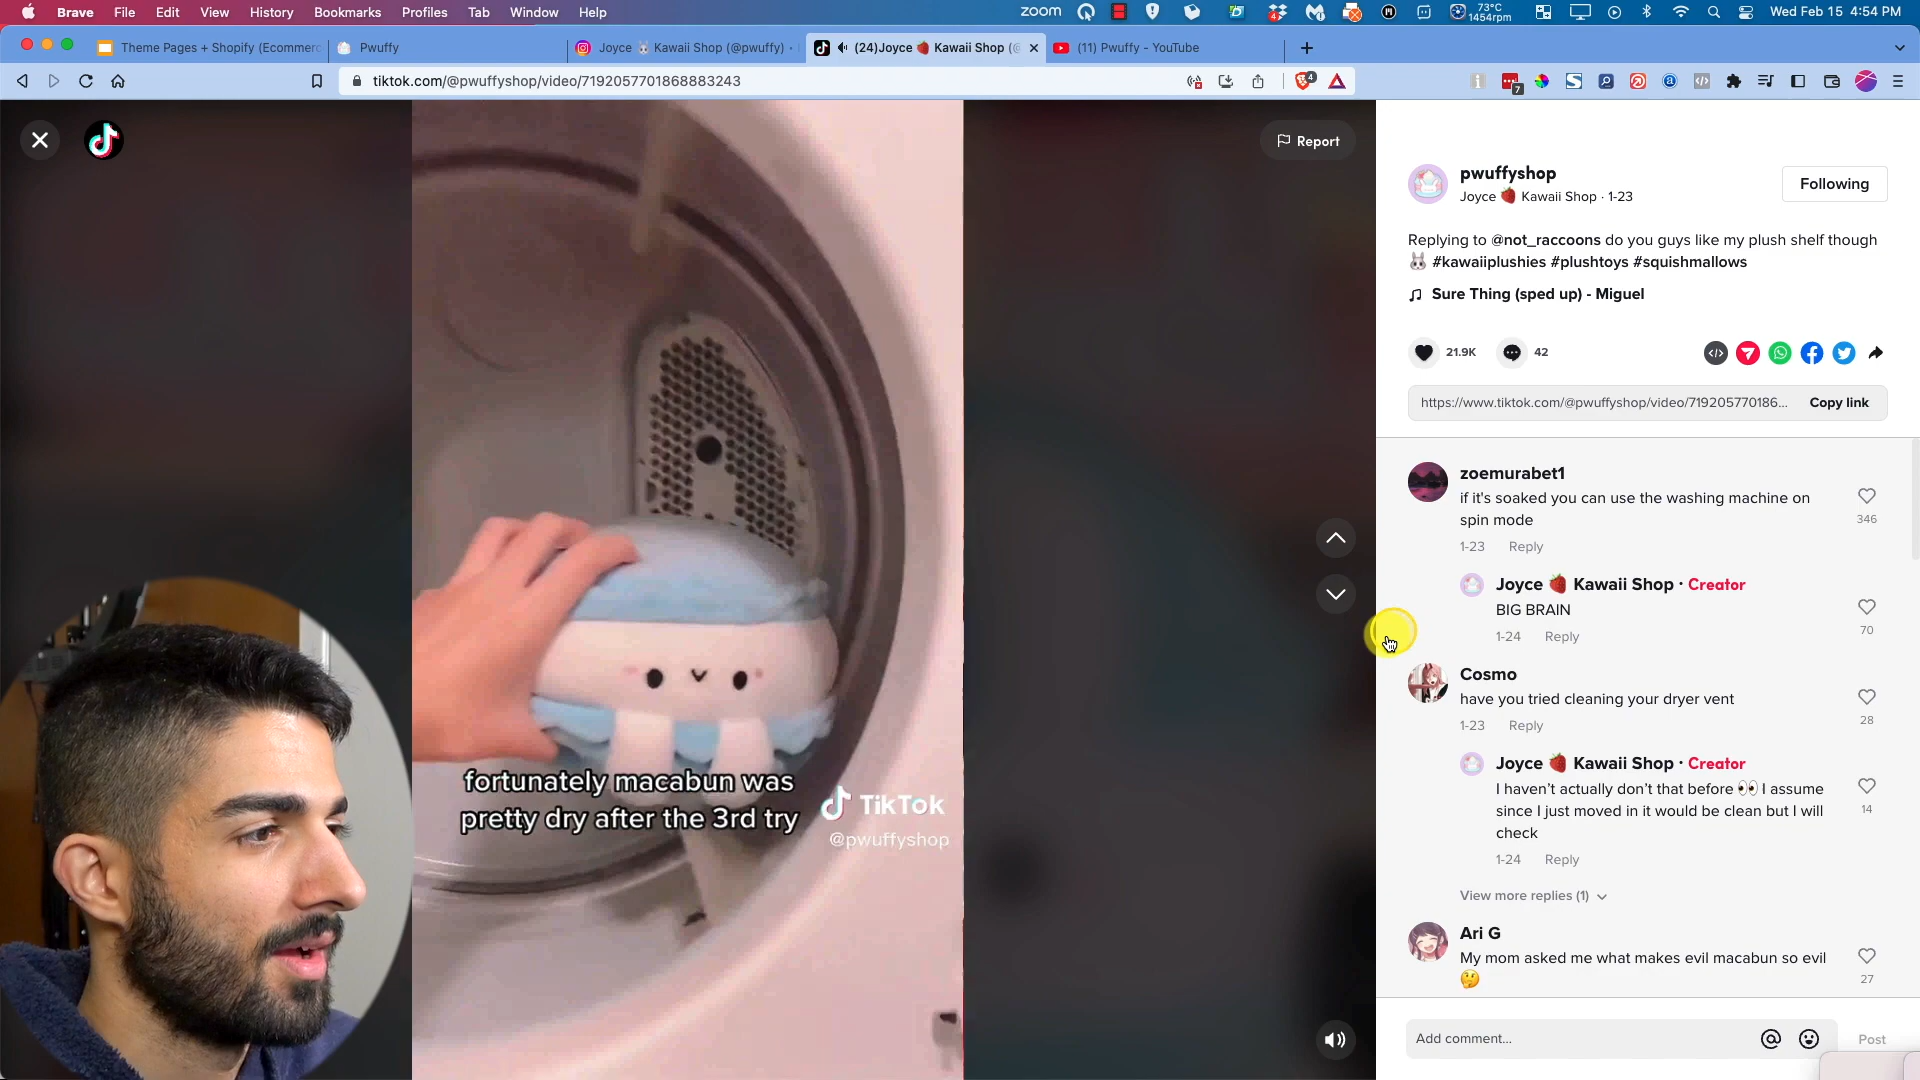 Brave File Edit View History Bookmarks Profiles Tab Window Help
zoom 73°C 1454rpm Wed Feb 15 4:54 PM
Theme Pages + Shopify (Ecommerc
Pwuffy
Joyce 🐰 Kawaii Shop (@pwuffy) •
(24)Joyce 🍓 Kawaii Shop (@
(11) Pwuffy - YouTube
tiktok.com/@pwuffyshop/video/7192057701868883243
4
7
Report
fortunately macabun was
pretty dry after the 3rd try
TikTok
@pwuffyshop
pwuffyshop
Joyce 🍓 Kawaii Shop · 1-23
Following
Replying to @not_raccoons do you guys like my plush shelf though
🐰 #kawaiiplushies #plushtoys #squishmallows
♫ Sure Thing (sped up) - Miguel
21.9K
42
https://www.tiktok.com/@pwuffyshop/video/719205770186...
Copy link
zoemurabet1
if it's soaked you can use the washing machine on
spin mode
346
1-23 Reply
Joyce 🍓 Kawaii Shop · Creator
BIG BRAIN
70
1-24 Reply
Cosmo
have you tried cleaning your dryer vent
28
1-23 Reply
Joyce 🍓 Kawaii Shop · Creator
I haven't actually don't that before 👀 I assume
since I just moved in it would be clean but I will
check
14
1-24 Reply
View more replies (1)
Ari G
My mom asked me what makes evil macabun so evil
🤔
27
Add comment...
Post